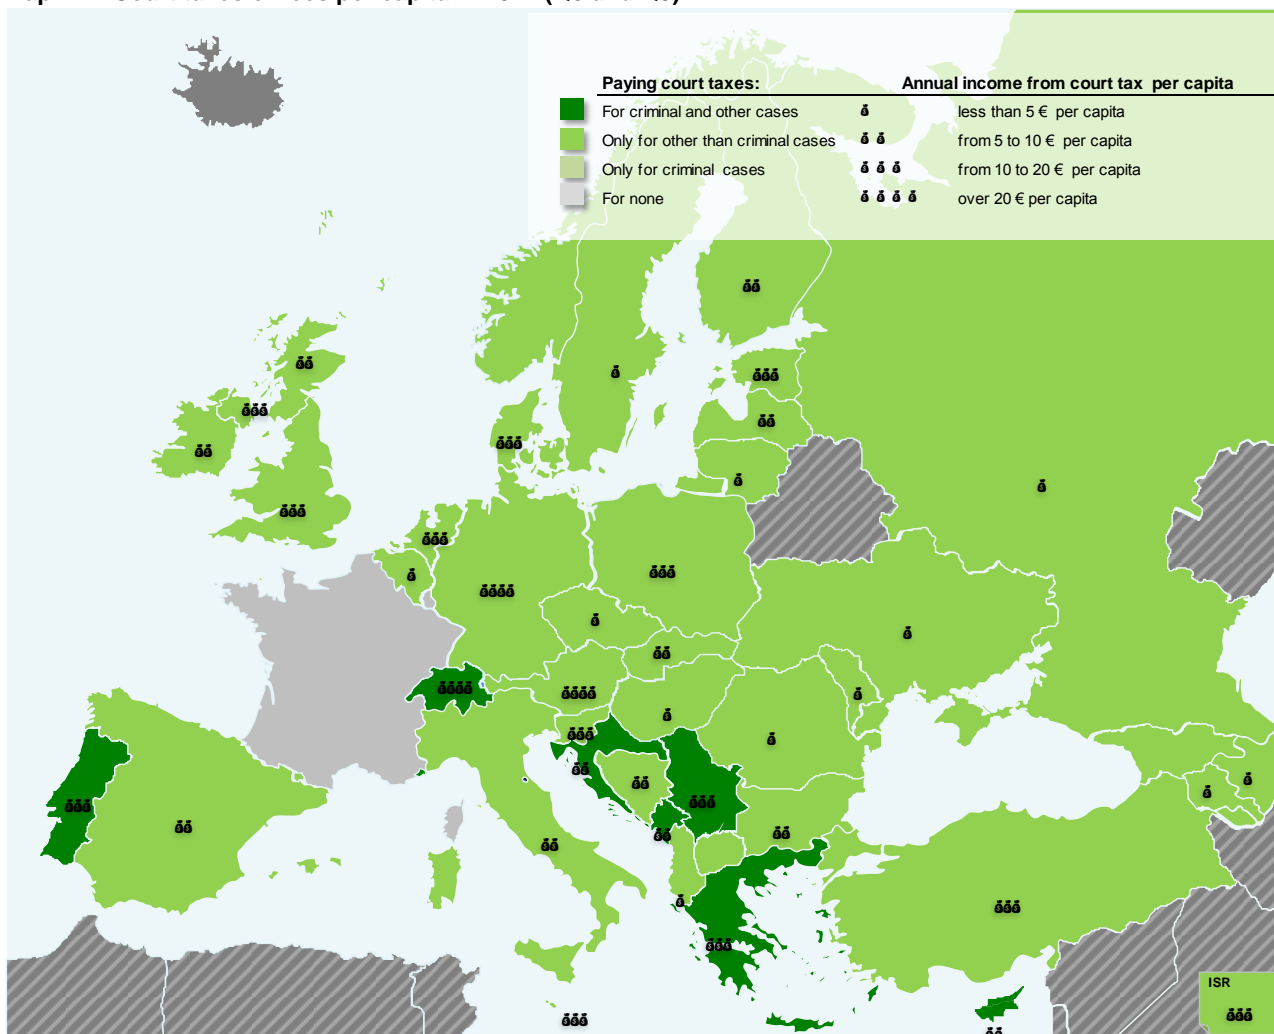 Paying court taxes: Annual income from court tax per capita
For criminal and other cases less than 5 € per capita
Only for other than criminal cases from 5 to 10 € per capita
Only for criminal cases from 10 to 20 € per capita
For none over 20 € per capita
ISR